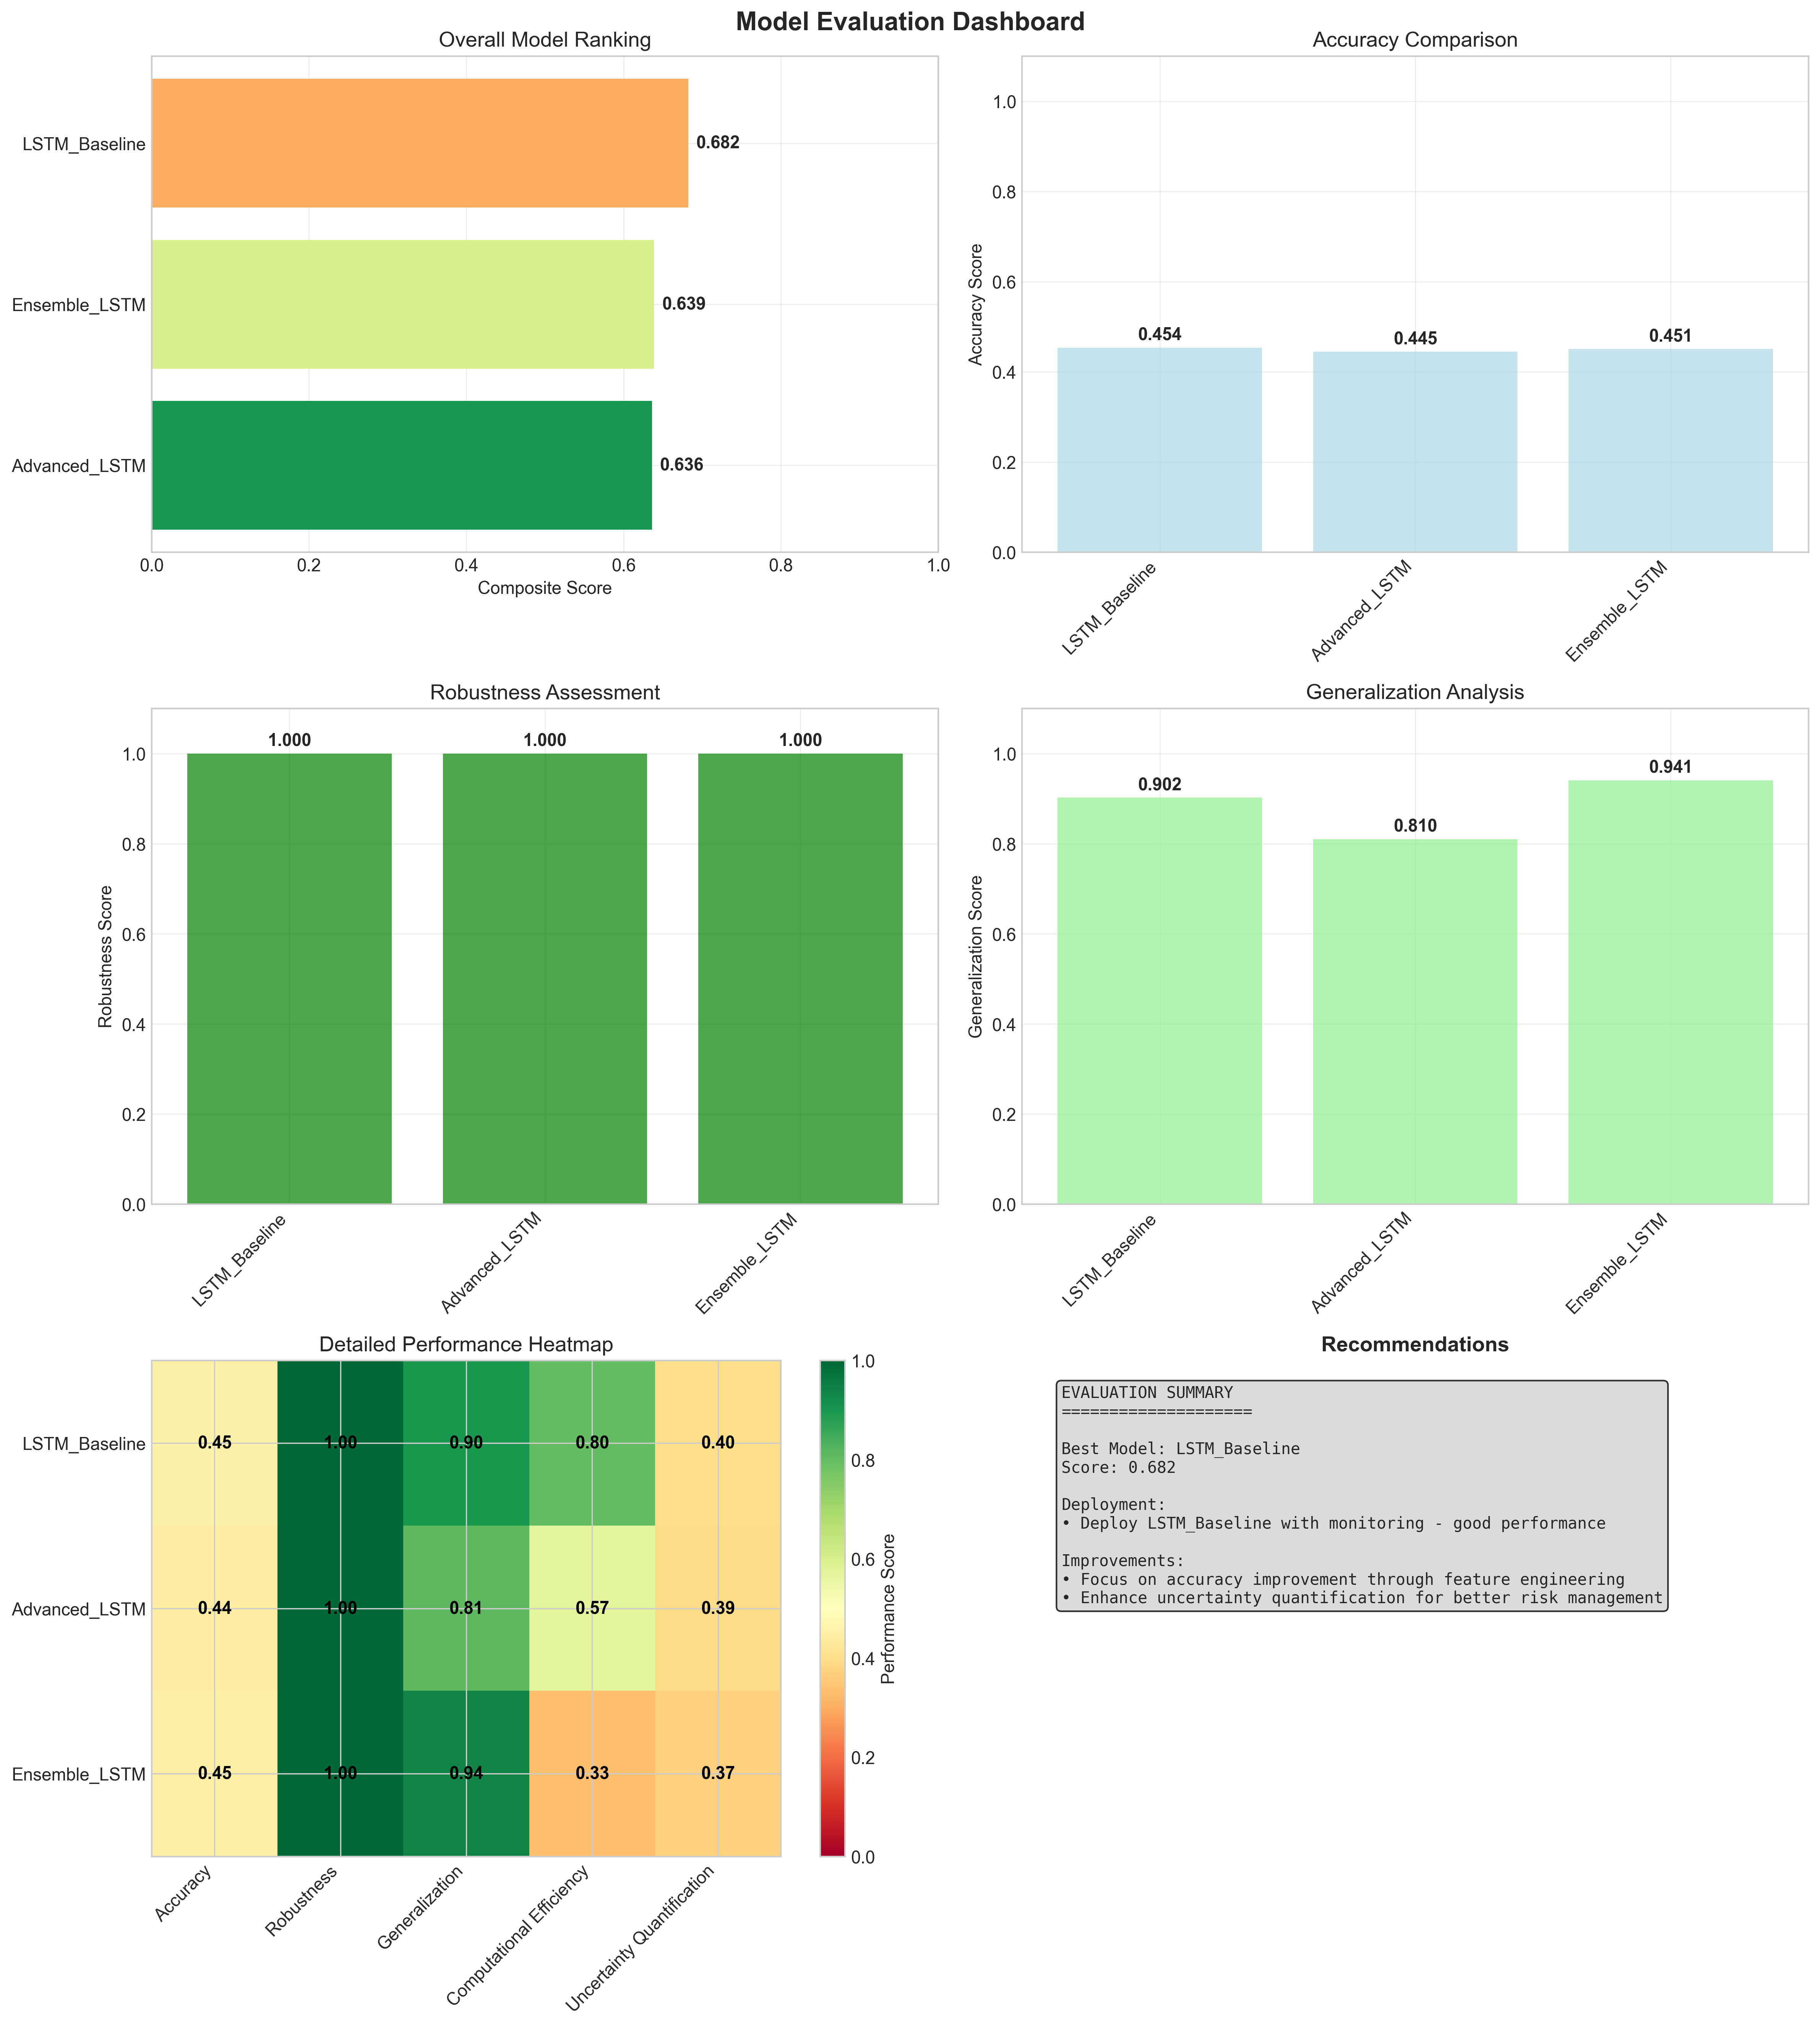 Model Evaluation Dashboard
Overall Model Ranking
LSTM_Baseline
0.682
Ensemble_LSTM
0.639
Advanced_LSTM
0.636
0.0 0.2 0.4 0.6 0.8 1.0
Composite Score
Accuracy Comparison
Accuracy Score
1.0
0.8
0.6
0.4
0.2
0.0
0.454 0.445 0.451
LSTM_Baseline Advanced_LSTM Ensemble_LSTM
Robustness Assessment
Robustness Score
1.0
0.8
0.6
0.4
0.2
0.0
1.000 1.000 1.000
LSTM_Baseline Advanced_LSTM Ensemble_LSTM
Generalization Analysis
Generalization Score
1.0
0.8
0.6
0.4
0.2
0.0
0.902 0.810 0.941
LSTM_Baseline Advanced_LSTM Ensemble_LSTM
Detailed Performance Heatmap
LSTM_Baseline 0.45 1.00 0.90 0.80 0.40
Advanced_LSTM 0.44 1.00 0.81 0.57 0.39
Ensemble_LSTM 0.45 1.00 0.94 0.33 0.37
Accuracy Robustness Generalization Computational Efficiency Uncertainty Quantification
1.0
0.8
0.6
0.4
0.2
0.0
Performance Score
Recommendations
EVALUATION SUMMARY
====================
Best Model: LSTM_Baseline
Score: 0.682
Deployment:
• Deploy LSTM_Baseline with monitoring - good performance
Improvements:
• Focus on accuracy improvement through feature engineering
• Enhance uncertainty quantification for better risk management